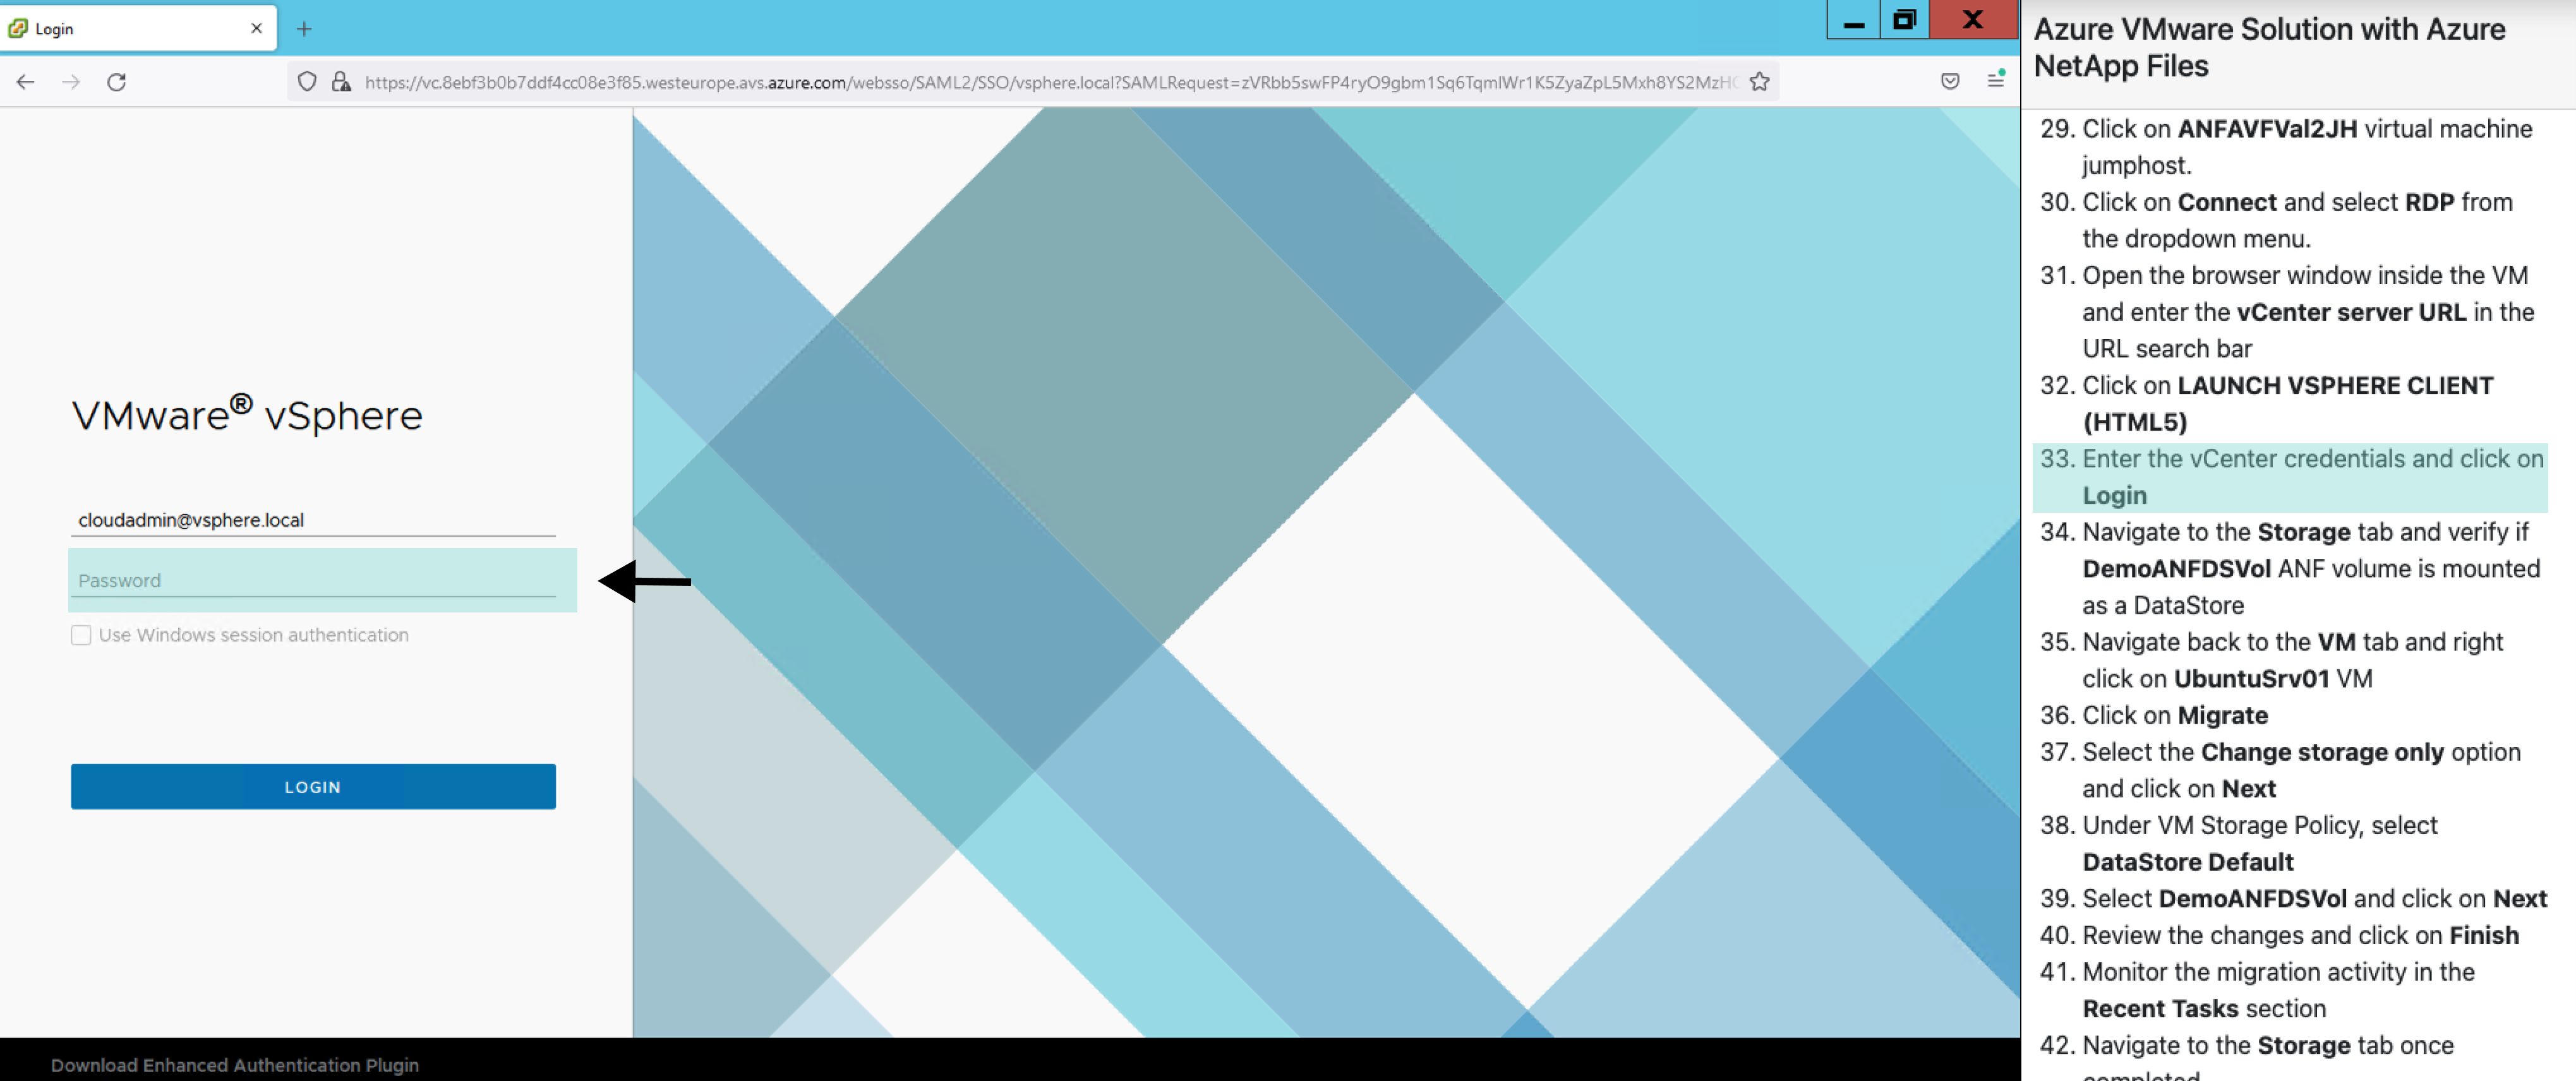 Login
https://vc.8ebf3b0b7ddf4cc08e3f85.westeurope.avs.azure.com/websso/SAML2/SSO/vsphere.local?SAMLRequest=zVRbb5swFP4ryO9gbm1Sq6TqmlWr1K5ZyaZpL5Mxh8YS2MzHC
VMware® vSphere
cloudadmin@vsphere.local
Password
Use Windows session authentication
LOGIN
Download Enhanced Authentication Plugin
Azure VMware Solution with Azure
NetApp Files
29. Click on ANFAVFVal2JH virtual machine
jumphost.
30. Click on Connect and select RDP from
the dropdown menu.
31. Open the browser window inside the VM
and enter the vCenter server URL in the
URL search bar
32. Click on LAUNCH VSPHERE CLIENT
(HTML5)
33. Enter the vCenter credentials and click on
Login
34. Navigate to the Storage tab and verify if
DemoANFDSVol ANF volume is mounted
as a DataStore
35. Navigate back to the VM tab and right
click on UbuntuSrv01 VM
36. Click on Migrate
37. Select the Change storage only option
and click on Next
38. Under VM Storage Policy, select
DataStore Default
39. Select DemoANFDSVol and click on Next
40. Review the changes and click on Finish
41. Monitor the migration activity in the
Recent Tasks section
42. Navigate to the Storage tab once
completed